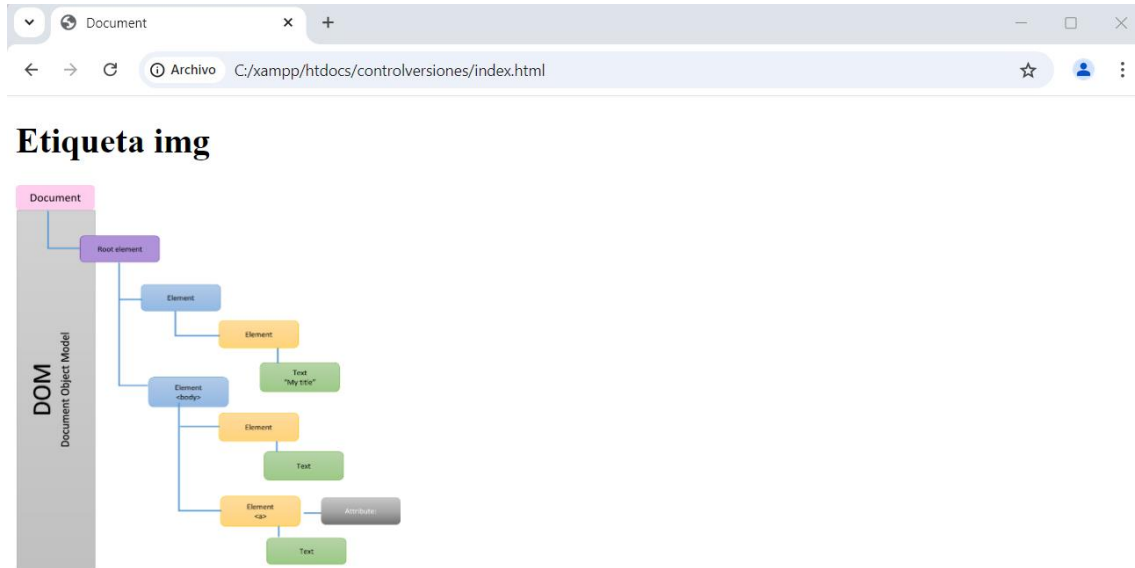 Document
Archivo C:/xampp/htdocs/controlversiones/index.html
Etiqueta img
Document
Root element
Element
Element
Text
"My title"
DOM
Document Object Model
Element
<body>
Element
Text
Element
<a>
Attribute:
Text